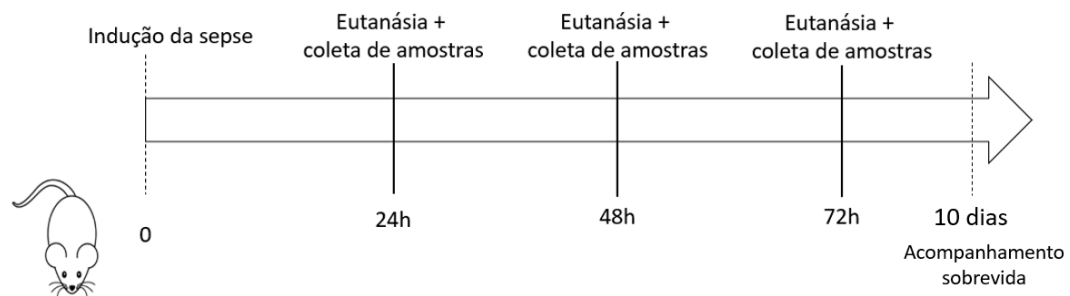 Indução da sepse
Eutanásia +
coleta de amostras
Eutanásia +
coleta de amostras
Eutanásia +
coleta de amostras
0
24h
48h
72h
10 dias
Acompanhamento
sobrevida